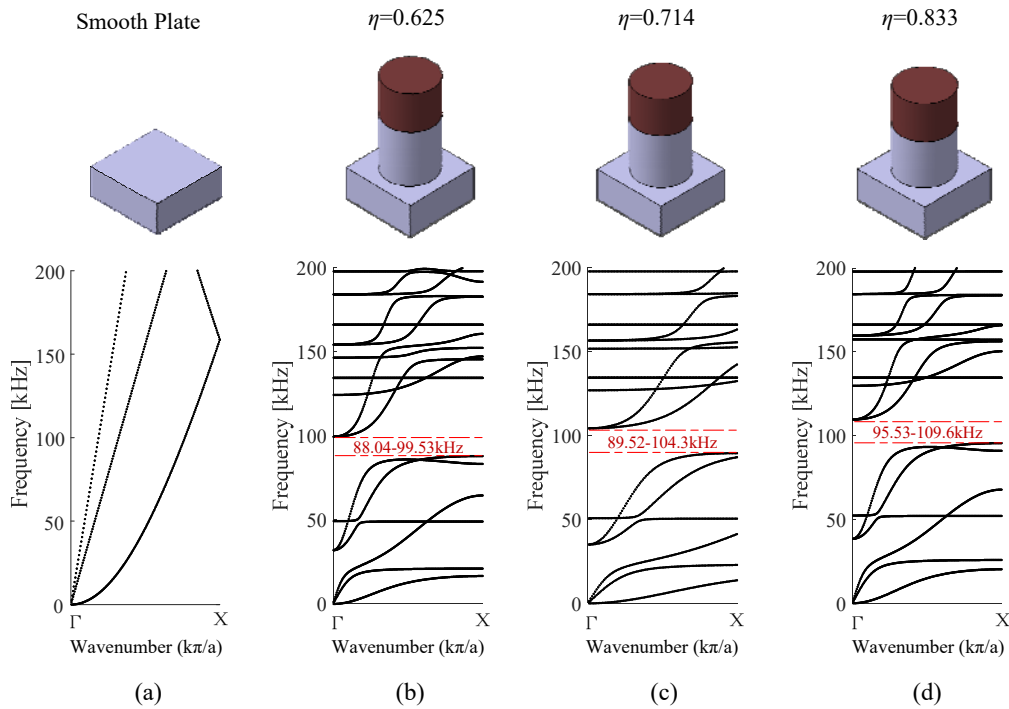 Smooth Plate
η=0.625
η=0.714
η=0.833
Frequency [kHz]
200
150
100
50
0
Γ
X
Wavenumber (kπ/a)
(a)
Frequency [kHz]
200
150
100
50
0
88.04-99.53kHz
Γ
X
Wavenumber (kπ/a)
(b)
Frequency [kHz]
200
150
100
50
0
89.52-104.3kHz
Γ
X
Wavenumber (kπ/a)
(c)
Frequency [kHz]
200
150
100
50
0
95.53-109.6kHz
Γ
X
Wavenumber (kπ/a)
(d)